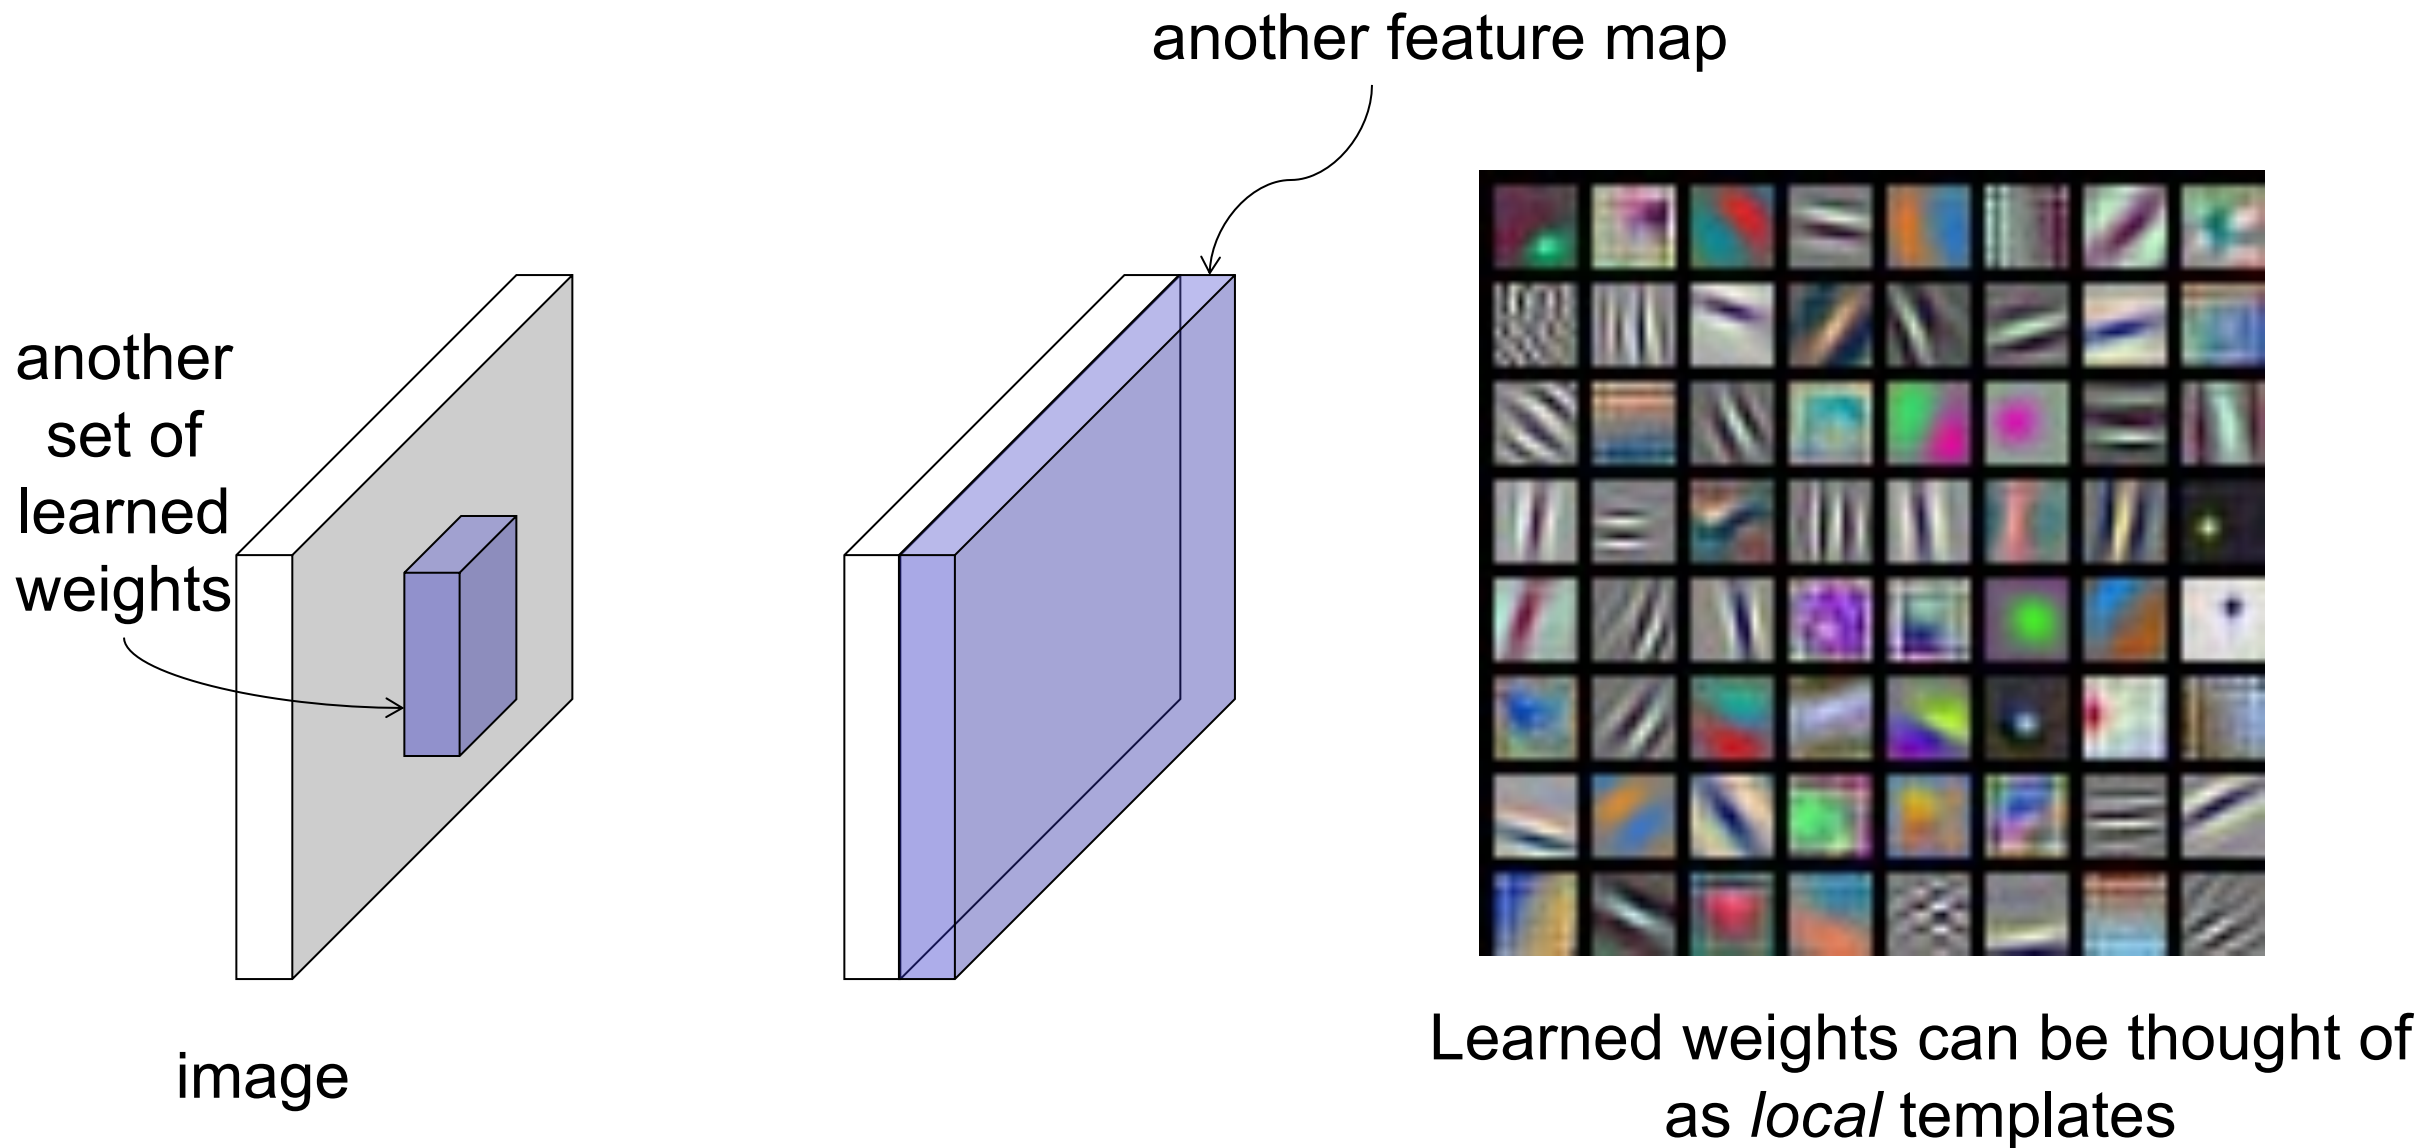 another feature map
another
set of
learned
weights
image
Learned weights can be thought of
as local templates